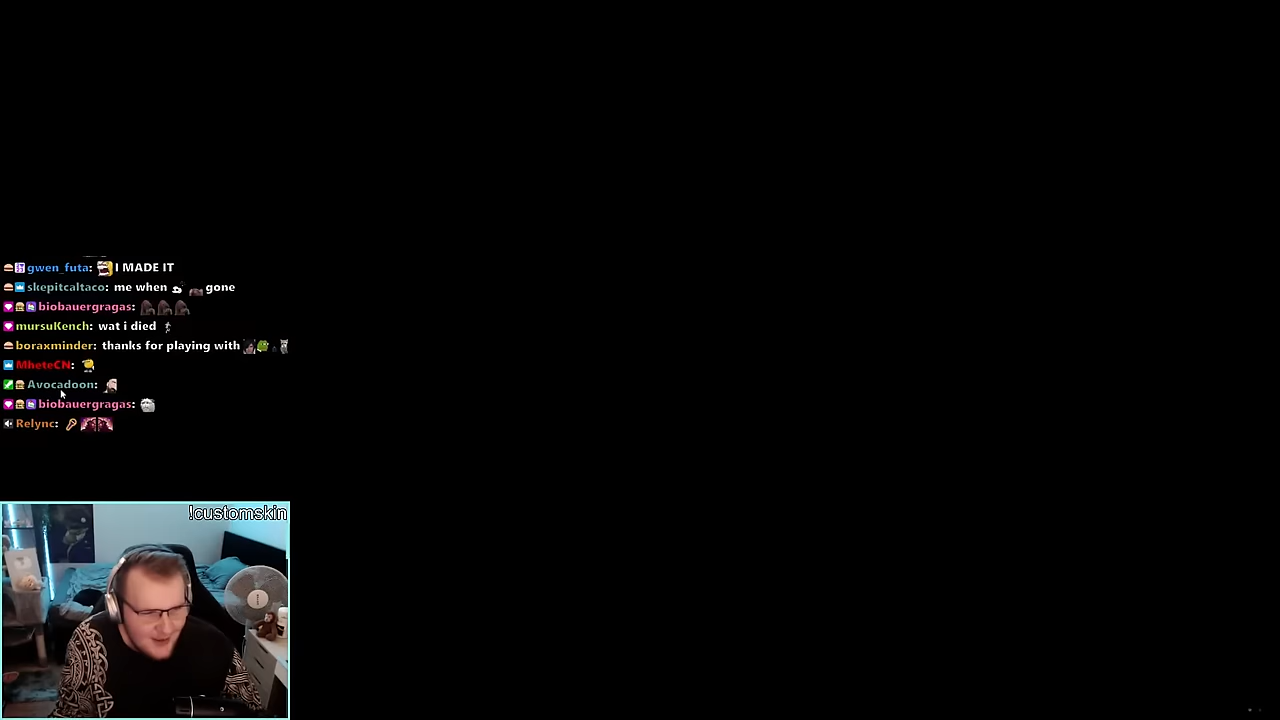 gwen_futa: I MADE IT
skepitcaltaco: me when gone
biobauergragas:
mursuKench: wat i died
boraxminder: thanks for playing with
MheteCN:
Avocadoon:
biobauergragas:
Relync:
!customskin